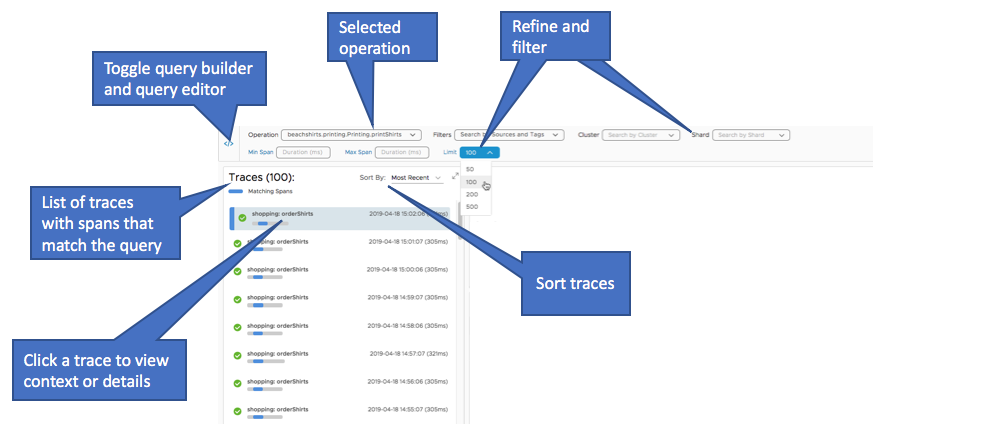 Selected
operation
Refine and
filter
Toggle query builder
and query editor
Operation beachshirts.printing.Printing.printShirts Filters Search by Sources and Tags Cluster Search by Cluster Shard Search by Shard
</>
Min Span Duration (ms) Max Span Duration (ms) Limit 100
50
100
200
500
Traces (100): Sort By: Most Recent
Matching Spans
List of traces
with spans that
match the query
shopping: orderShirts 2019-04-18 15:02:06
shopping: orderShirts 2019-04-18 15:01:07 (305ms)
shopping: orderShirts 2019-04-18 15:00:06 (305ms)
shopping: orderShirts 2019-04-18 14:59:07 (305ms)
shopping: orderShirts 2019-04-18 14:58:06 (305ms)
shopping: orderShirts 2019-04-18 14:57:07 (321ms)
shopping: orderShirts 2019-04-18 14:56:06 (305ms)
shopping: orderShirts 2019-04-18 14:55:07 (305ms)
Sort traces
Click a trace to view
context or details